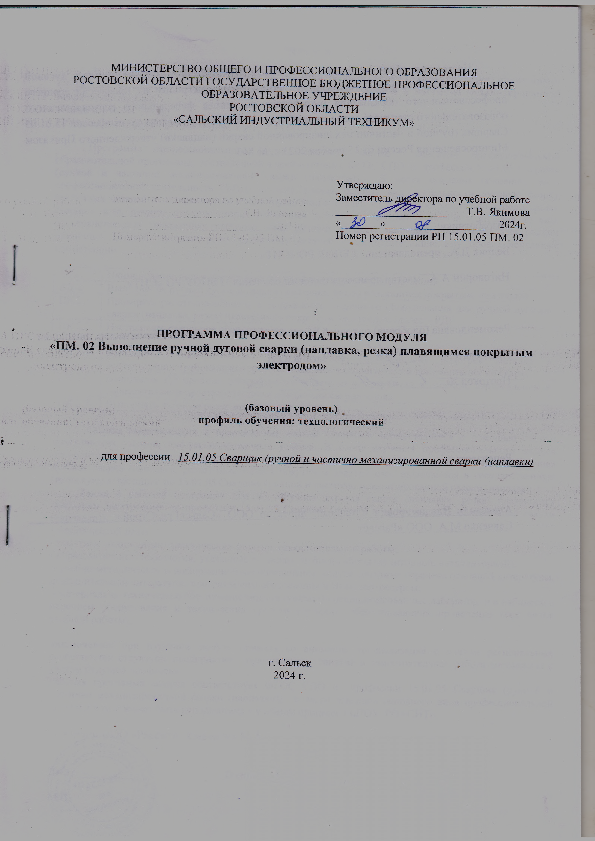 МИНИСТЕРСТВО ОБЩЕГО И ПРОФЕССИОНАЛЬНОГО ОБРАЗОВАНИЯ
РОСТОВСКОЙ ОБЛАСТИ ГОСУДАРСТВЕННОЕ БЮДЖЕТНОЕ ПРОФЕССИОНАЛЬНОЕ
ОБРАЗОВАТЕЛЬНОЕ УЧРЕЖДЕНИЕ
РОСТОВСКОЙ ОБЛАСТИ
«САЛЬСКИЙ ИНДУСТРИАЛЬНЫЙ ТЕХНИКУМ»
Утверждаю:
Заместитель директора по учебной работе
Т.В. Якимова
« 30 » 08 2024г.
Номер регистрации РП 15.01.05 ПМ. 02
ПРОГРАММА ПРОФЕССИОНАЛЬНОГО МОДУЛЯ
«ПМ. 02 Выполнение ручной дуговой сварки (наплавка, резка) плавящимся покрытым
электродом»
(базовый уровень)
профиль обучения: технологический
для профессии 15.01.05 Сварщик (ручной и частично механизированной сварки (наплавки)
г. Сальск
2024 г.